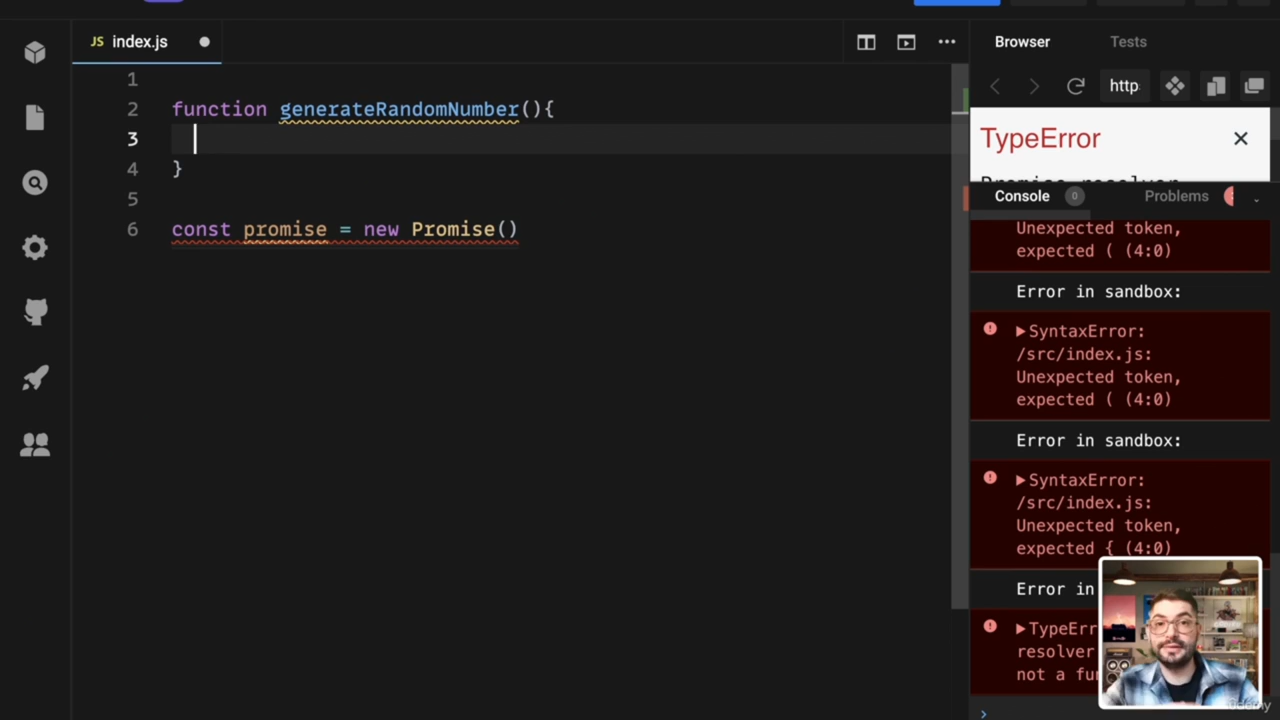 JS index.js
1
2 function generateRandomNumber(){
3
4 }
5
6 const promise = new Promise()
Browser Tests
http
TypeError
Console 0 Problems
Unexpected token,
expected ( (4:0)
Error in sandbox:
SyntaxError:
/src/index.js:
Unexpected token,
expected ( (4:0)
Error in sandbox:
SyntaxError:
/src/index.js:
Unexpected token,
expected { (4:0)
Error in
TypeErr
resolver
not a fu